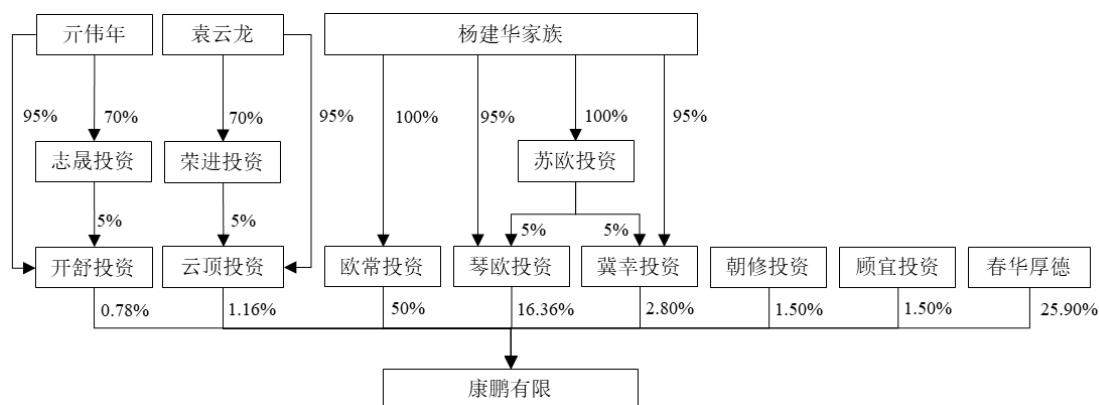 亓伟年
袁云龙
杨建华家族
95%
70%
70%
95%
100%
95%
100%
95%
志晟投资
荣进投资
苏欧投资
5%
5%
5%
5%
开舒投资
云顶投资
欧常投资
琴欧投资
冀幸投资
朝修投资
顾宜投资
春华厚德
0.78%
1.16%
50%
16.36%
2.80%
1.50%
1.50%
25.90%
康鹏有限